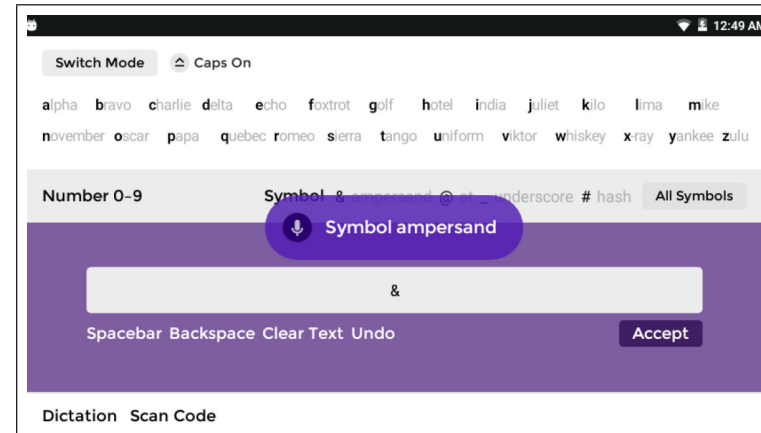 12:49 AM
Switch Mode Caps On
alpha bravo charlie delta echo foxtrot golf hotel india juliet kilo lima mike
november oscar papa quebec romeo sierra tango uniform viktor whiskey x-ray yankee zulu
Number 0-9 Symbol & ampersand @ at _ underscore # hash All Symbols
Symbol ampersand
&
Spacebar Backspace Clear Text Undo Accept
Dictation Scan Code